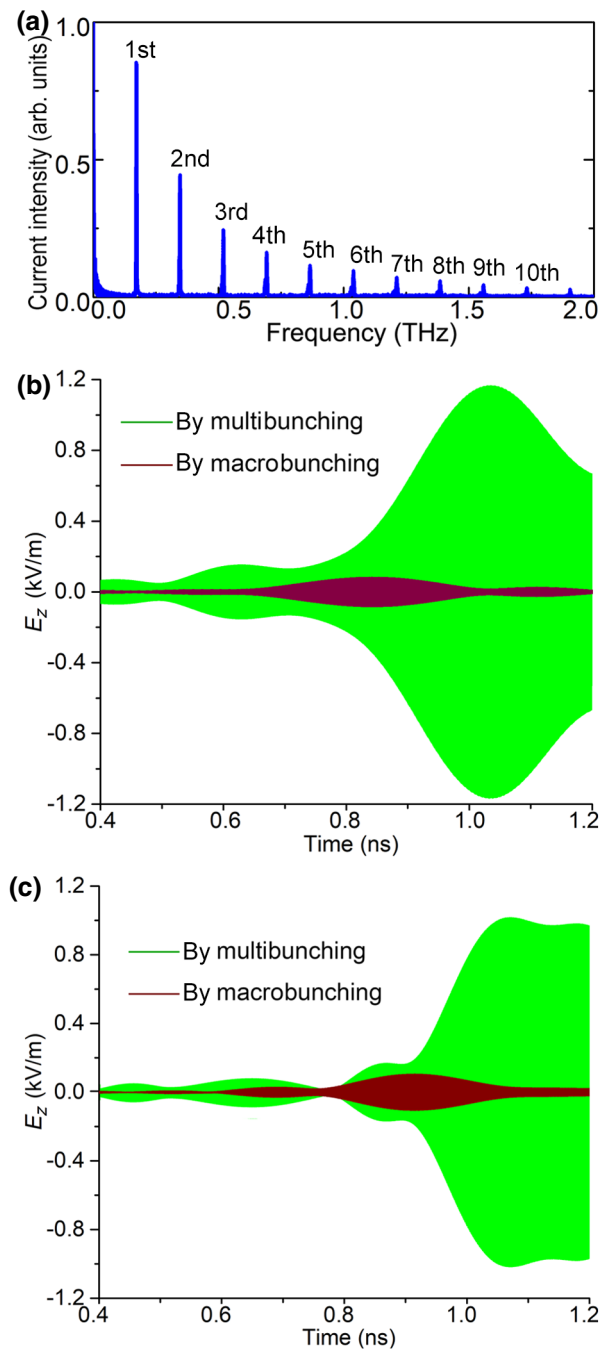 (a)
1.0
0.5
0.0
Current intensity (arb. units)
1st
2nd
3rd
4th
5th
6th
7th
8th
9th
10th
0.5
1.0
1.5
2.0
Frequency (THz)
(b)
1.2
0.8
0.4
0.0
-0.4
-0.8
-1.2
E_z (kV/m)
By multibunching
By macrobunching
0.4
0.6
0.8
1.0
1.2
Time (ns)
(c)
1.2
0.8
0.4
0.0
-0.4
-0.8
-1.2
E_z (kV/m)
By multibunching
By macrobunching
0.4
0.6
0.8
1.0
1.2
Time (ns)